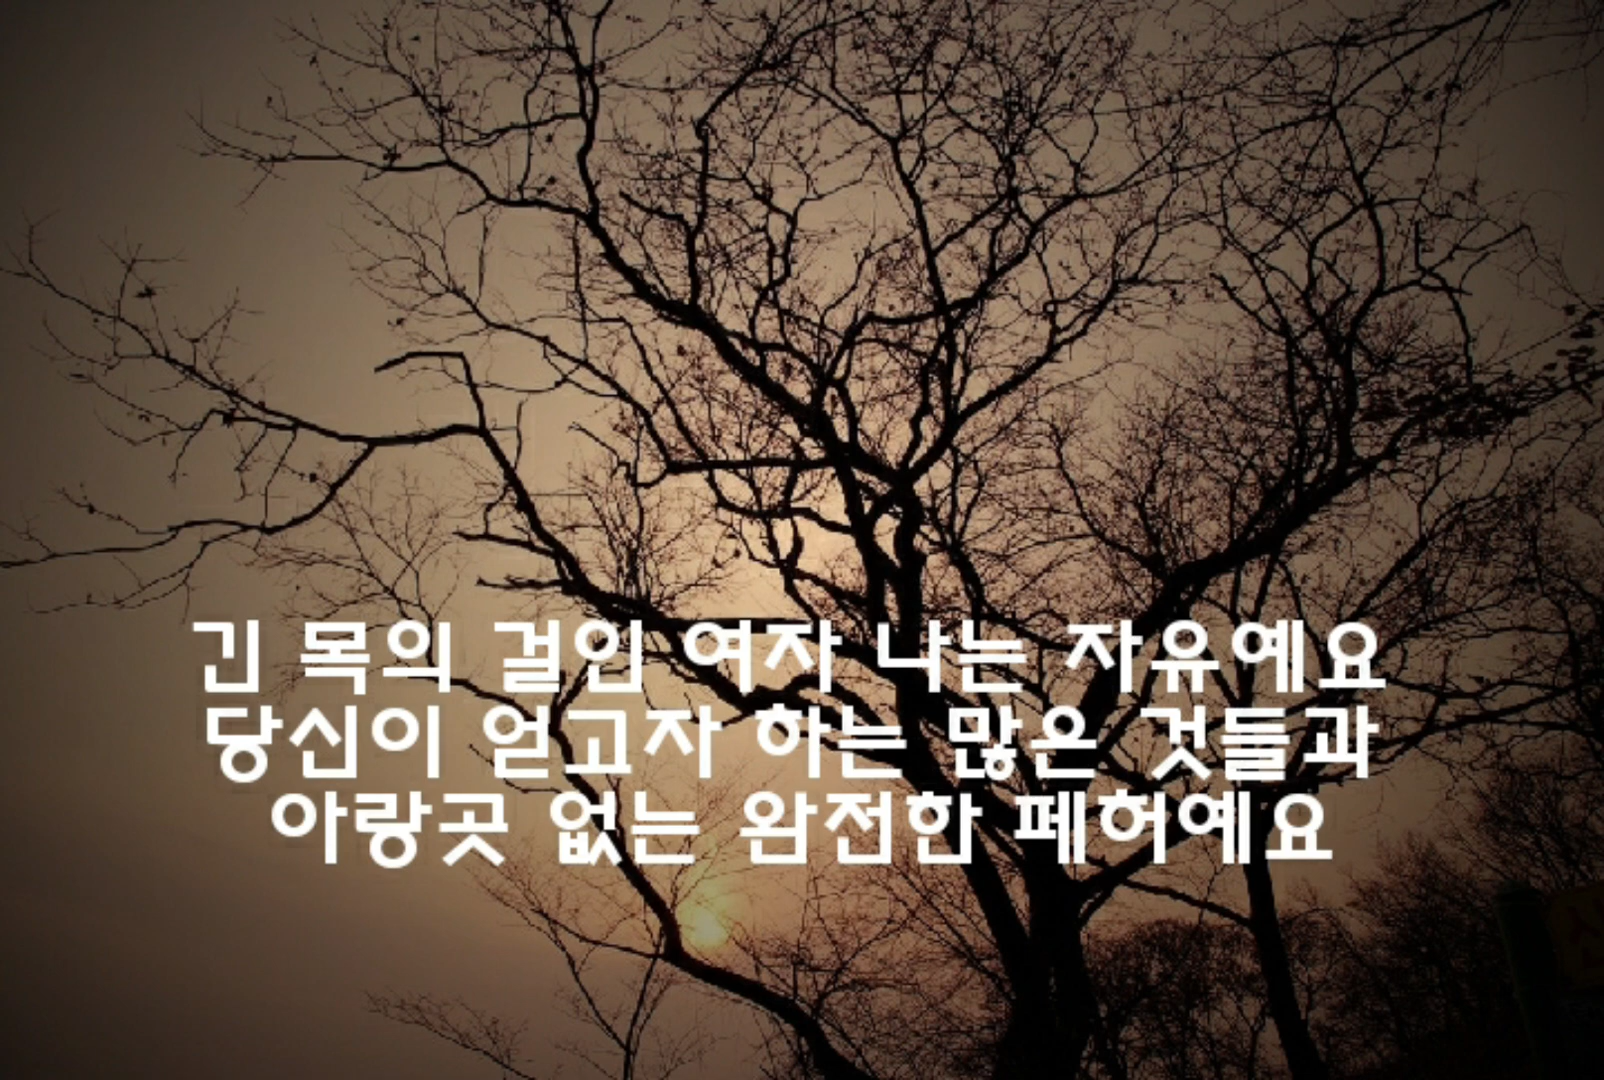 긴 목의 걸인 여자 나는 자유예요
당신이 얻고자 하는 많은 것들과
아랑곳 없는 완전한 폐허예요